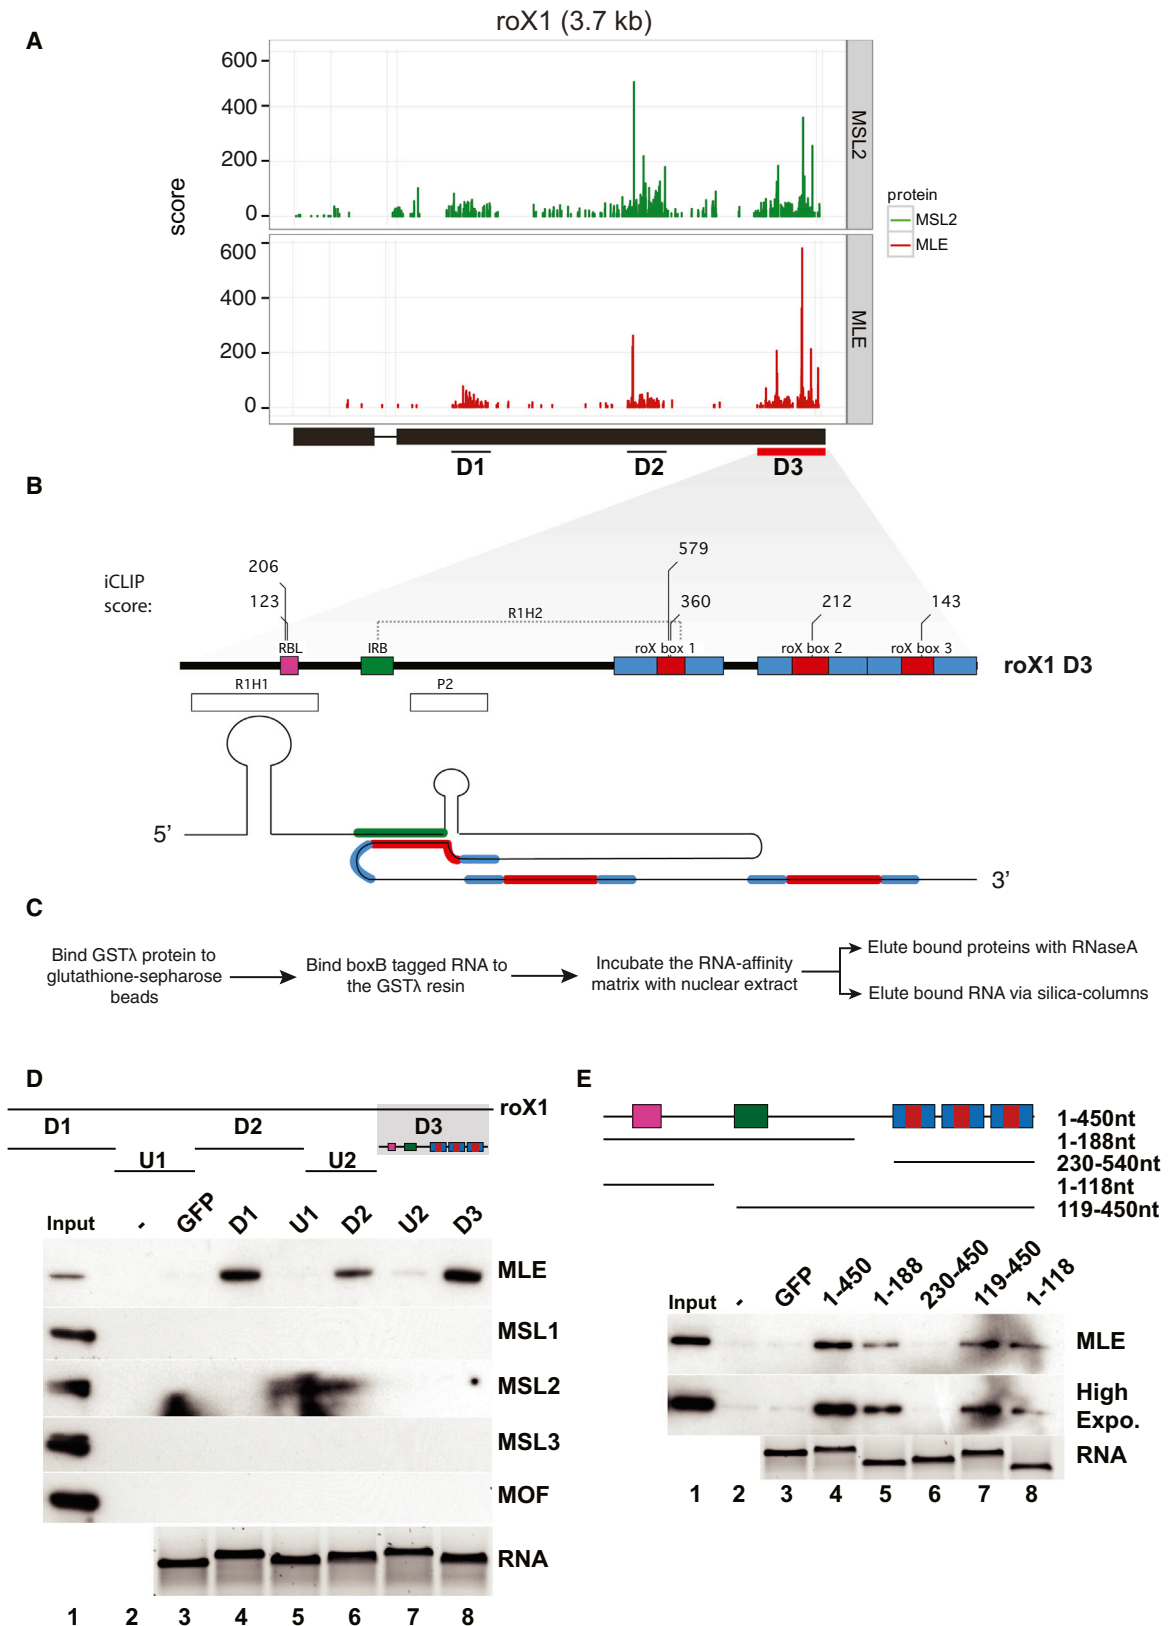 A
roX1 (3.7 kb)
score
600
400
200
0
MSL2
600
400
200
0
MLE
protein
MSL2
MLE
D1
D2
D3
B
iCLIP
score:
206
123
579
360
212
143
R1H2
RBL
IRB
roX box 1
roX box 2
roX box 3
roX1 D3
R1H1
P2
5’
3’
C
Bind GSTλ protein to
glutathione-sepharose
beads
Bind boxB tagged RNA to
the GSTλ resin
Incubate the RNA-affinity
matrix with nuclear extract
Elute bound proteins with RNaseA
Elute bound RNA via silica-columns
D
roX1
D1
D2
D3
U1
U2
Input
-
GFP
D1
U1
D2
U2
D3
MLE
MSL1
MSL2
MSL3
MOF
RNA
1 2 3 4 5 6 7 8
E
1-450nt
1-188nt
230-540nt
1-118nt
119-450nt
Input
-
GFP
1-450
1-188
230-450
119-450
1-118
MLE
High
Expo.
RNA
1 2 3 4 5 6 7 8